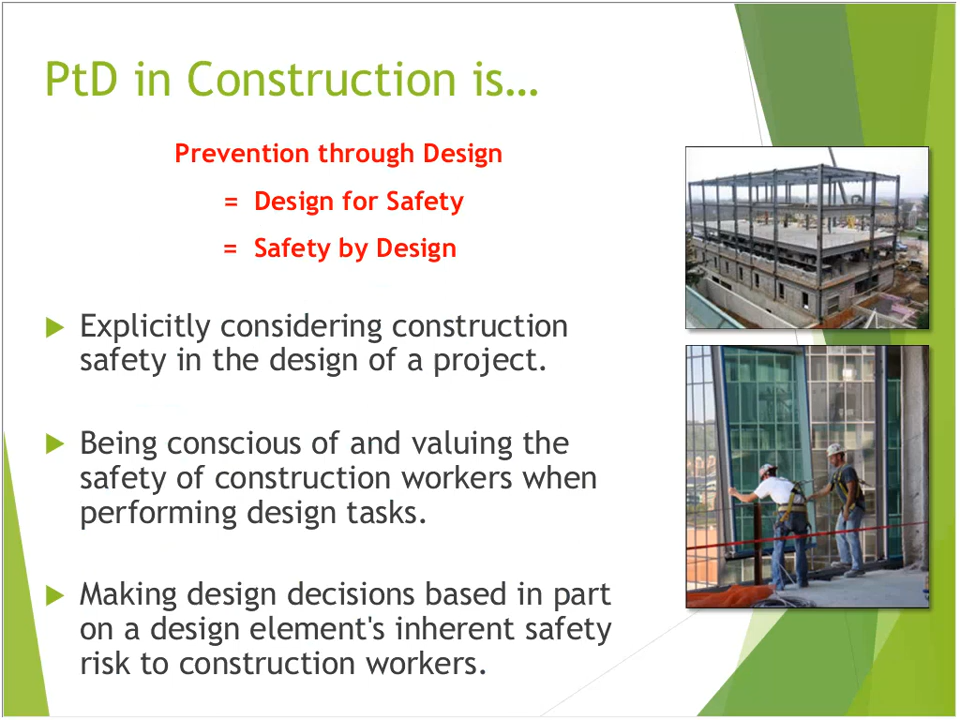 PtD in Construction is…
Prevention through Design
= Design for Safety
= Safety by Design
Explicitly considering construction
safety in the design of a project.
Being conscious of and valuing the
safety of construction workers when
performing design tasks.
Making design decisions based in part
on a design element's inherent safety
risk to construction workers.